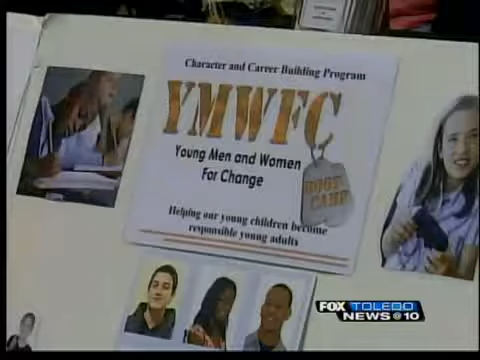 Character and Career Building Program
YMWFC
Young Men and Women
For Change
BOOT
CAMP
Helping our young children become
responsible young adults
FOX TOLEDO
NEWS @ 10